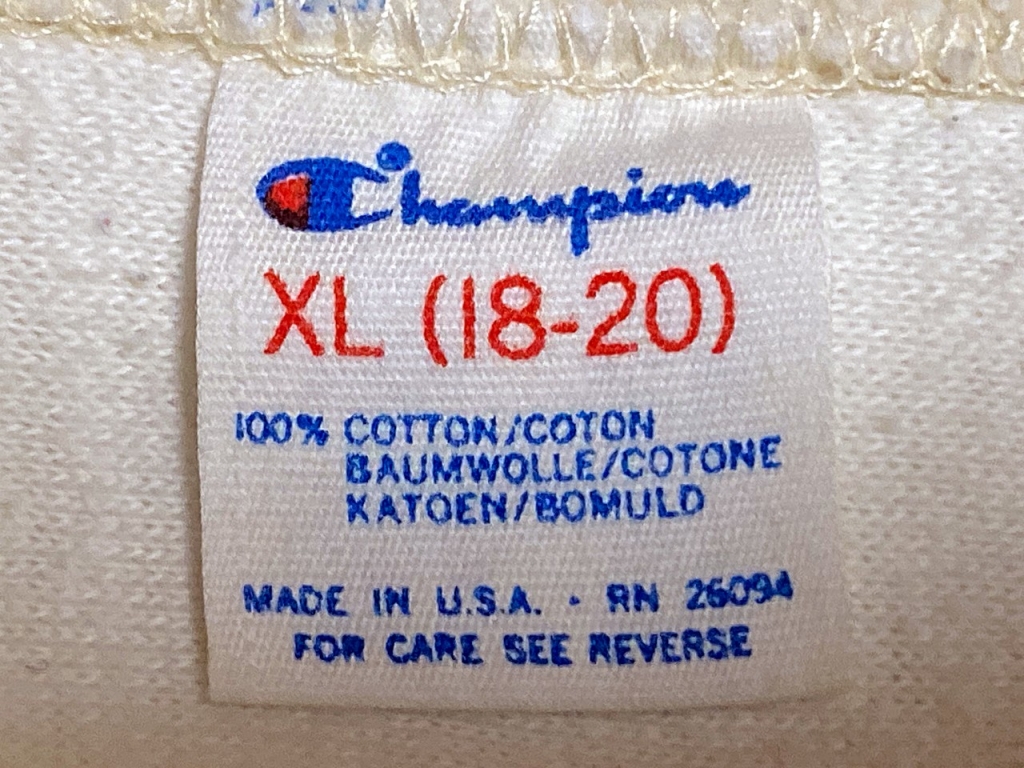 Champion
XL (18-20)
100% COTTON/COTON
BAUMWOLLE/COTONE
KATOEN/BOMULD
MADE IN U.S.A. · RN 26094
FOR CARE SEE REVERSE